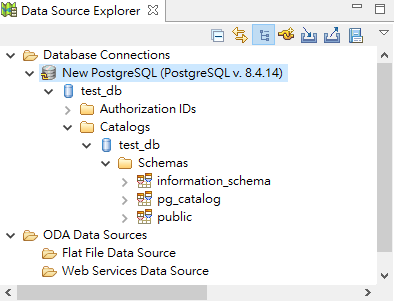 Data Source Explorer
Database Connections
New PostgreSQL (PostgreSQL v. 8.4.14)
test_db
Authorization IDs
Catalogs
test_db
Schemas
information_schema
pg_catalog
public
ODA Data Sources
Flat File Data Source
Web Services Data Source